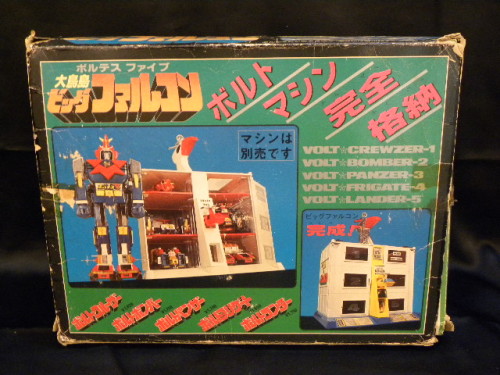 ボルテス ファイブ
大鳥島
ビッグファルコン
ボルト
マシン
完全
格納
マシンは
別売です
VOLT☆CREWZER-1
VOLT☆BOMBER-2
VOLT☆PANZER-3
VOLT☆FRIGATE-4
VOLT☆LANDER-5
ビッグファルコン
完成!